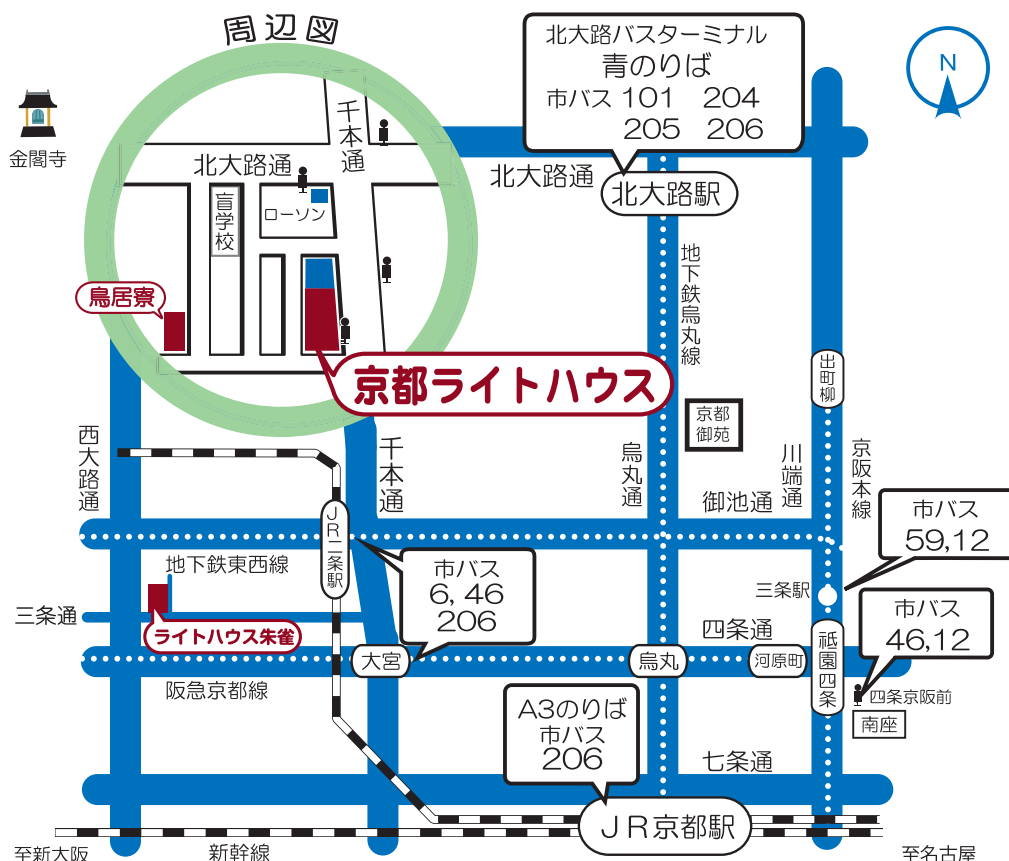 周辺図
北大路バスターミナル
青のりば
市バス 101 204
205 206
N
金閣寺
千本通
北大路通
盲学校
ローソン
鳥居寮
京都ライトハウス
北大路通
北大路駅
地下鉄烏丸線
出町柳
京都
御苑
西大路通
千本通
烏丸通
川端通
京阪本線
御池通
市バス
59,12
JR二条駅
地下鉄東西線
市バス
6, 46
206
三条駅
市バス
46,12
三条通
ライトハウス朱雀
四条通
大宮
烏丸
河原町
祗園四条
阪急京都線
四条京阪前
南座
A3のりば
市バス
206
七条通
JR京都駅
至新大阪
新幹線
至名古屋